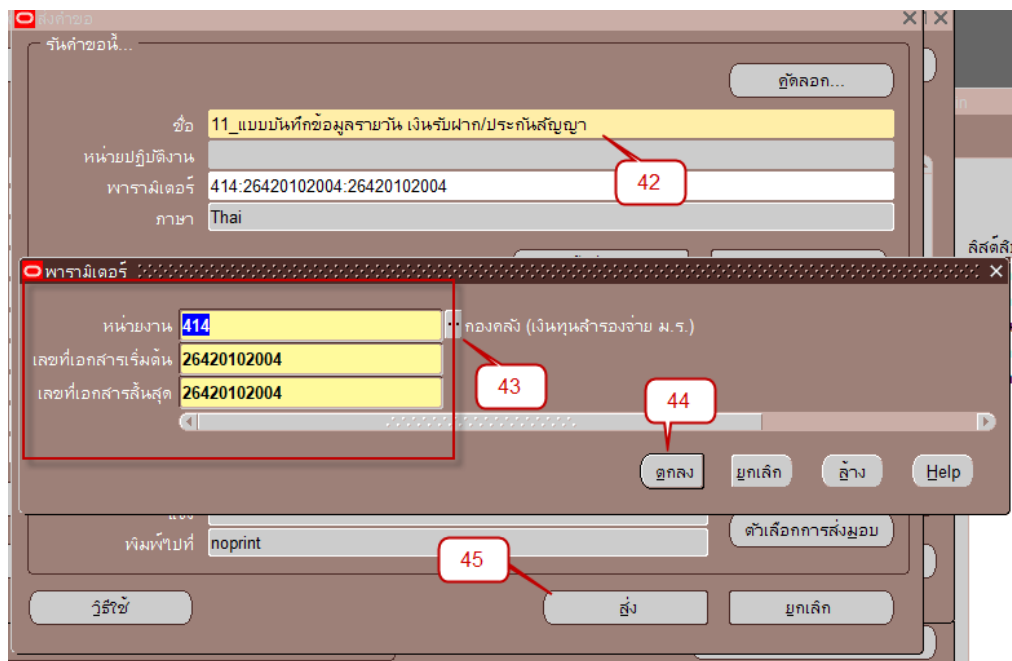 ส่งคำขอ
รันคำขอนี้...
คัดลอก...
ชื่อ 11_แบบบันทึกข้อมูลรายวัน เงินรับฝาก/ประกันสัญญา
หน่วยปฏิบัติงาน
พารามิเตอร์ 414:26420102004:26420102004
42
ภาษา Thai
พารามิเตอร์
หน่วยงาน 414 กองคลัง (เงินทุนสำรองจ่าย ม.ร.)
เลขที่เอกสารเริ่มต้น 26420102004
เลขที่เอกสารสิ้นสุด 26420102004
43
44
ตกลง ยกเลิก ล้าง Help
ตัวเลือกการส่งมอบ
พิมพ์ไปที่ noprint
45
วิธีใช้ ส่ง ยกเลิก